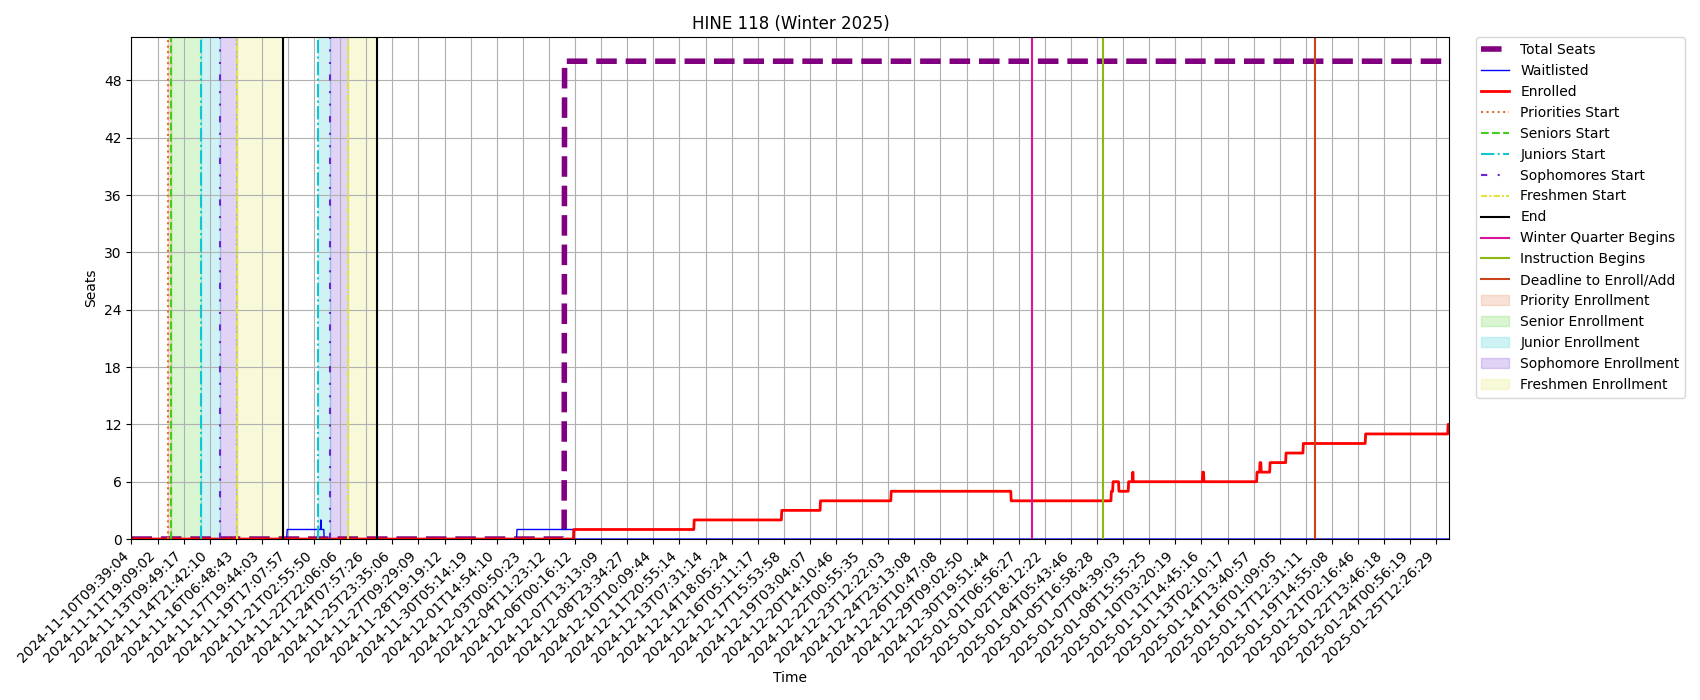 HINE 118 (Winter 2025)
Seats
48
42
36
30
24
18
12
6
0
2024-11-10T09:39:04
2024-11-11T19:09:02
2024-11-13T09:49:17
2024-11-14T21:42:10
2024-11-16T06:48:43
2024-11-17T19:44:03
2024-11-19T17:07:57
2024-11-21T02:55:50
2024-11-22T22:06:06
2024-11-24T07:57:26
2024-11-25T23:35:06
2024-11-27T09:29:09
2024-11-28T19:19:12
2024-11-30T05:14:19
2024-12-01T14:54:10
2024-12-03T00:50:23
2024-12-04T11:23:12
2024-12-06T00:16:12
2024-12-07T13:13:09
2024-12-08T23:34:27
2024-12-10T10:09:44
2024-12-11T20:55:14
2024-12-13T07:31:14
2024-12-14T18:05:24
2024-12-16T05:11:17
2024-12-17T15:53:58
2024-12-19T03:04:07
2024-12-20T14:10:46
2024-12-22T00:55:35
2024-12-23T12:22:03
2024-12-24T23:13:08
2024-12-26T10:47:08
2024-12-29T09:02:50
2024-12-30T19:51:44
2025-01-01T06:56:27
2025-01-02T18:12:22
2025-01-04T05:43:46
2025-01-05T16:58:28
2025-01-07T04:39:03
2025-01-08T15:55:25
2025-01-10T03:20:19
2025-01-11T14:45:16
2025-01-13T02:10:17
2025-01-14T13:40:57
2025-01-16T01:09:05
2025-01-17T12:31:11
2025-01-19T14:55:08
2025-01-21T02:16:46
2025-01-22T13:46:18
2025-01-24T00:56:19
2025-01-25T12:26:29
Time
Total Seats
Waitlisted
Enrolled
Priorities Start
Seniors Start
Juniors Start
Sophomores Start
Freshmen Start
End
Winter Quarter Begins
Instruction Begins
Deadline to Enroll/Add
Priority Enrollment
Senior Enrollment
Junior Enrollment
Sophomore Enrollment
Freshmen Enrollment